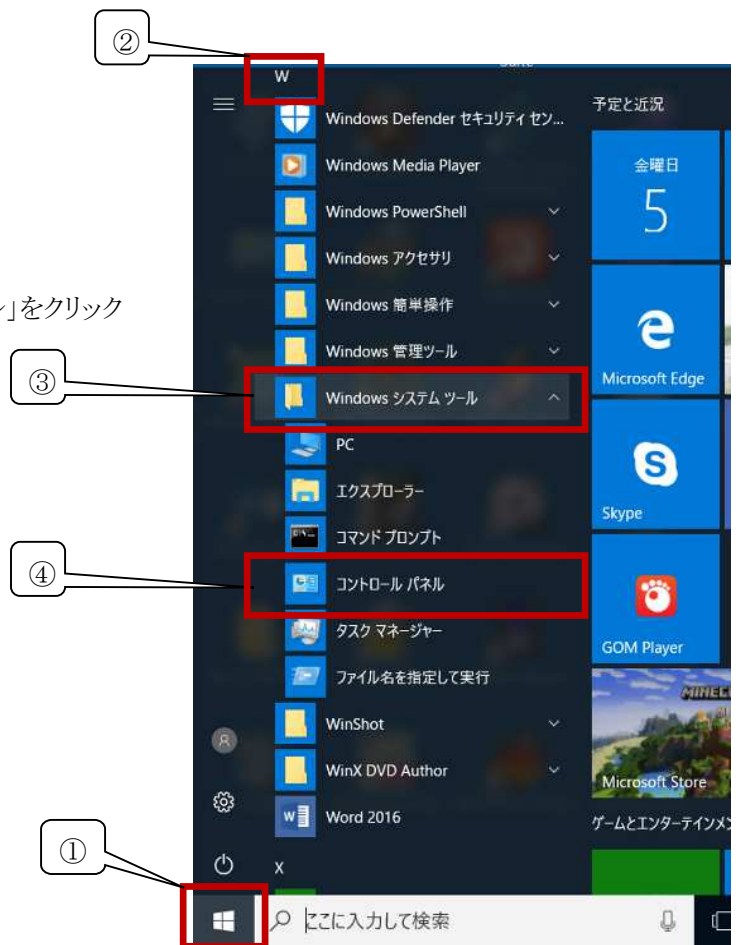 ②
W
Windows Defender セキュリティ セン...
Windows Media Player
Windows PowerShell
Windows アクセサリ
」をクリック
Windows 簡単操作
Windows 管理ツール
③
Windows システム ツール
PC
エクスプローラー
コマンド プロンプト
④
コントロール パネル
タスク マネージャー
ファイル名を指定して実行
WinShot
WinX DVD Author
Word 2016
①
X
ここに入力して検索
予定と近況
金曜日
5
Microsoft Edge
Skype
GOM Player
Microsoft Store
ゲームとエンターテインメン